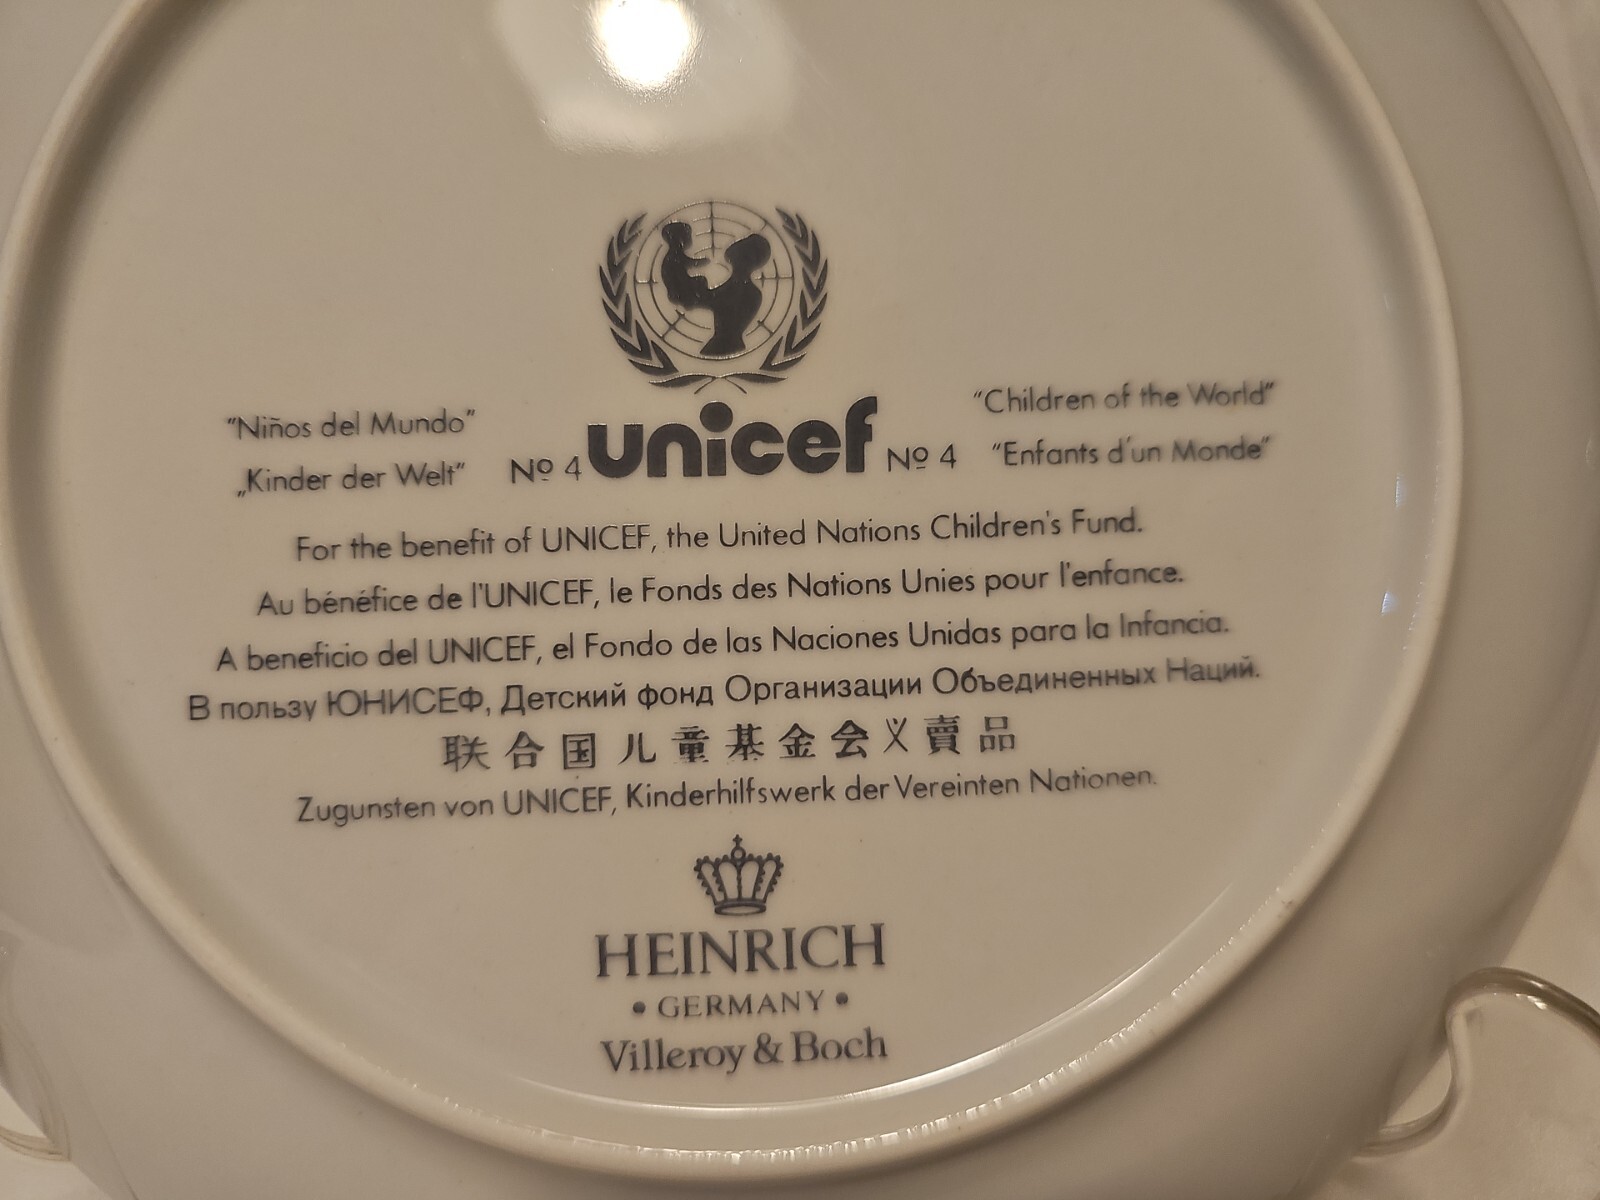 "Niños del Mundo"
„Kinder der Welt"
Nº 4
unicef
Nº 4
"Children of the World"
"Enfants d'un Monde"
For the benefit of UNICEF, the United Nations Children's Fund.
Au bénéfice de l'UNICEF, le Fonds des Nations Unies pour l'enfance.
A beneficio del UNICEF, el Fondo de las Naciones Unidas para la Infancia.
В пользу ЮНИСЕФ, Детский фонд Организации Объединенных Наций.
联合国儿童基金会义賣品
Zugunsten von UNICEF, Kinderhilfswerk der Vereinten Nationen.
HEINRICH
• GERMANY •
Villeroy & Boch